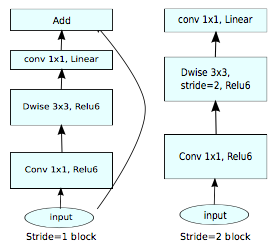 Add
conv 1x1, Linear
Dwise 3x3, Relu6
Conv 1x1, Relu6
input
Stride=1 block
conv 1x1, Linear
Dwise 3x3,
stride=2, Relu6
Conv 1x1, Relu6
input
Stride=2 block